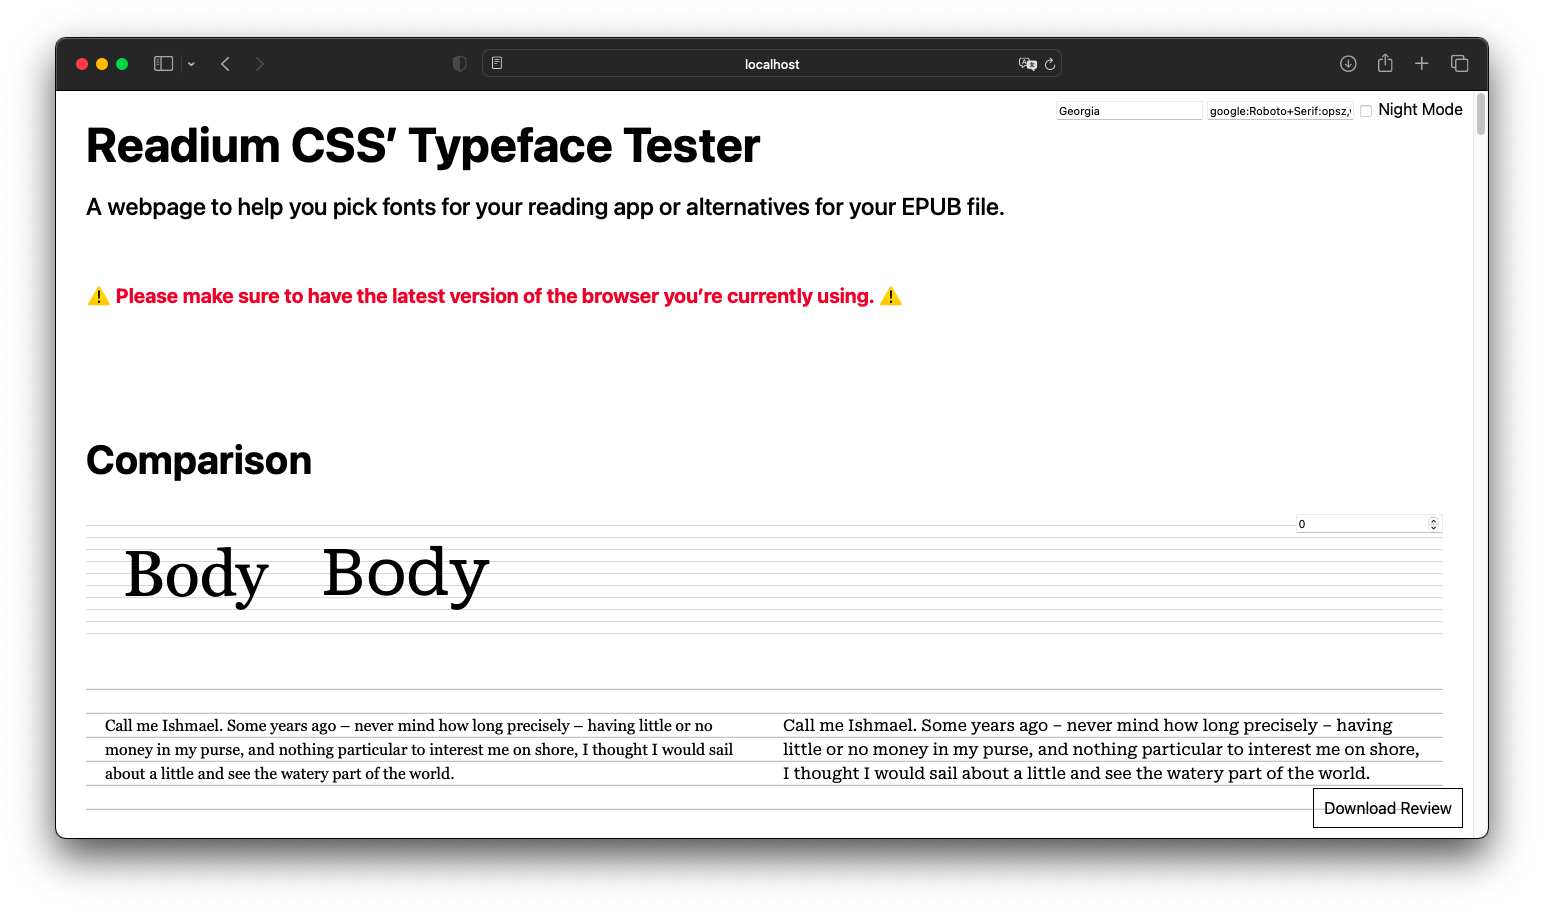 localhost
Georgia
google:Roboto+Serif:opsz,
Night Mode
Readium CSS’ Typeface Tester
A webpage to help you pick fonts for your reading app or alternatives for your EPUB file.
⚠️ Please make sure to have the latest version of the browser you’re currently using. ⚠️
Comparison
0
Body Body
Call me Ishmael. Some years ago – never mind how long precisely – having little or no
money in my purse, and nothing particular to interest me on shore, I thought I would sail
about a little and see the watery part of the world.
Call me Ishmael. Some years ago – never mind how long precisely – having
little or no money in my purse, and nothing particular to interest me on shore,
I thought I would sail about a little and see the watery part of the world.
Download Review